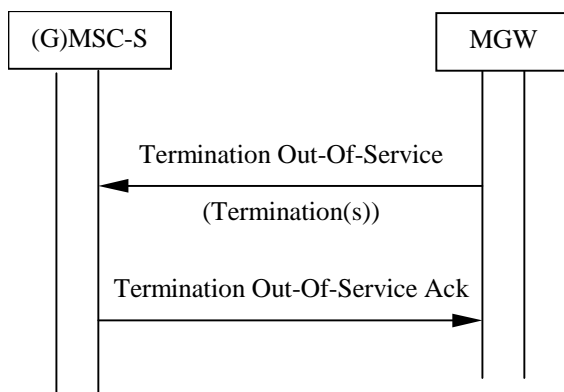 (G)MSC-S
MGW
Termination Out-Of-Service
(Termination(s))
Termination Out-Of-Service Ack